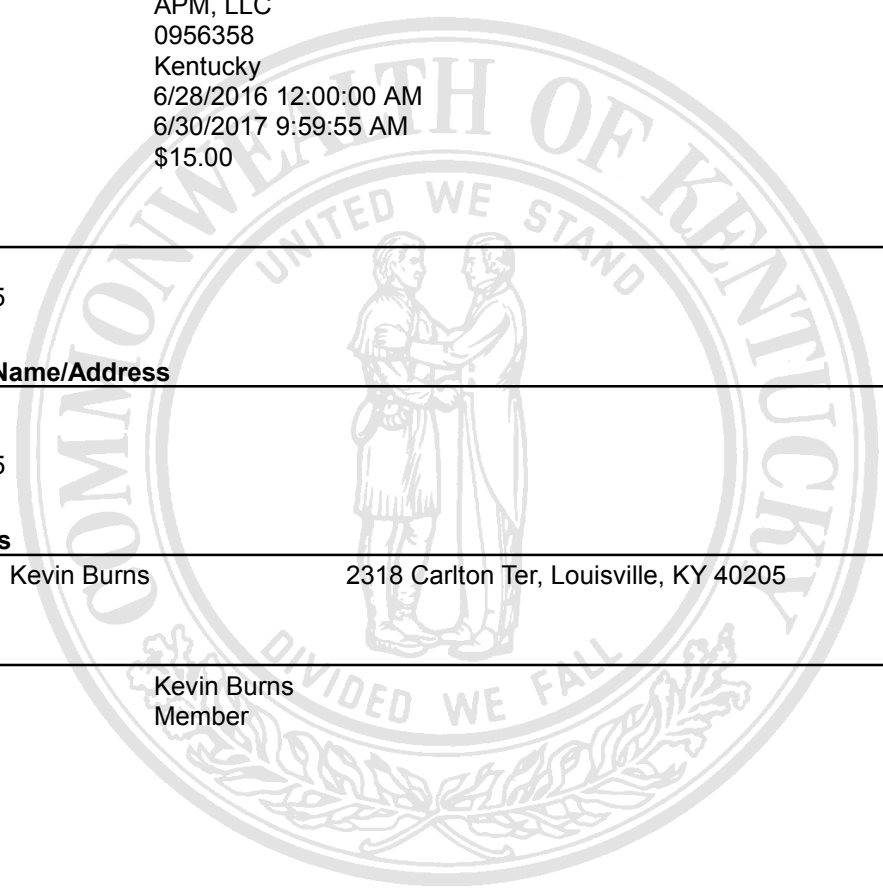 APM, LLC
0956358
Kentucky
6/28/2016 12:00:00 AM
6/30/2017 9:59:55 AM
$15.00
5
Name/Address
5
s
Kevin Burns 2318 Carlton Ter, Louisville, KY 40205
Kevin Burns
Member
COMMONWEALTH OF KENTUCKY
UNITED WE STAND
DIVIDED WE FALL